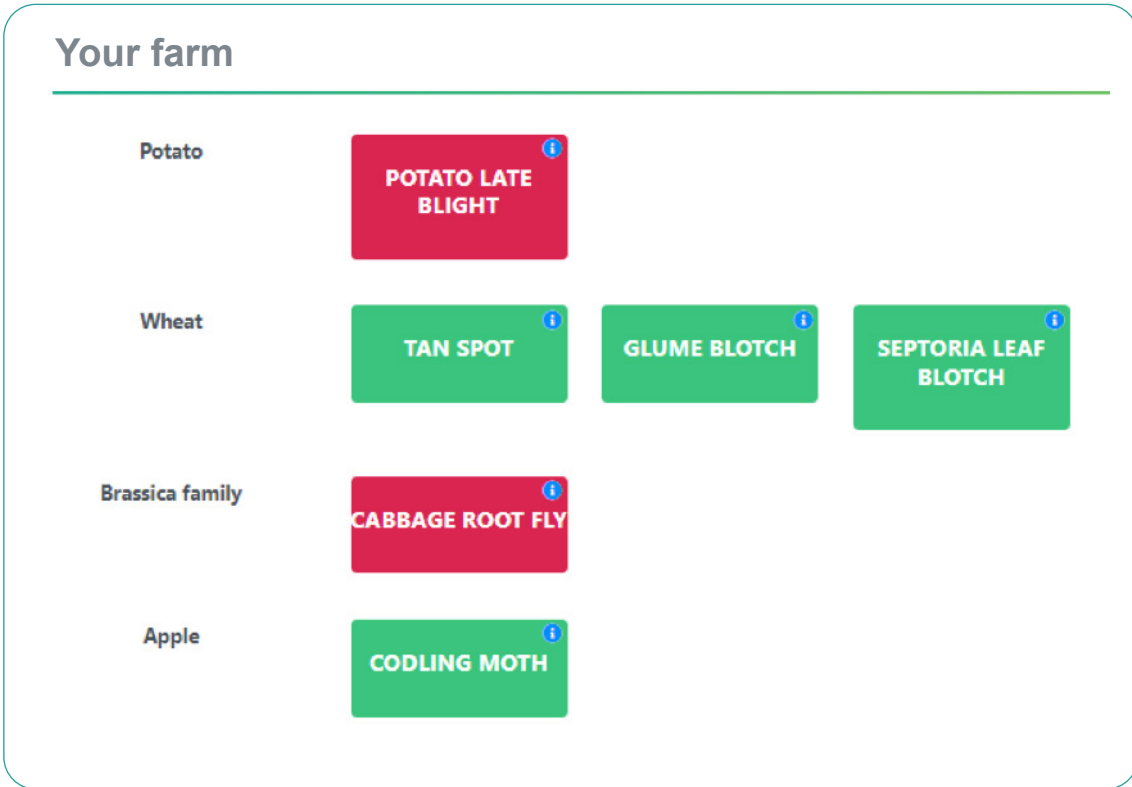 Your farm
Potato
POTATO LATE
BLIGHT
Wheat
TAN SPOT
GLUME BLOTCH
SEPTORIA LEAF
BLOTCH
Brassica family
CABBAGE ROOT FLY
Apple
CODLING MOTH